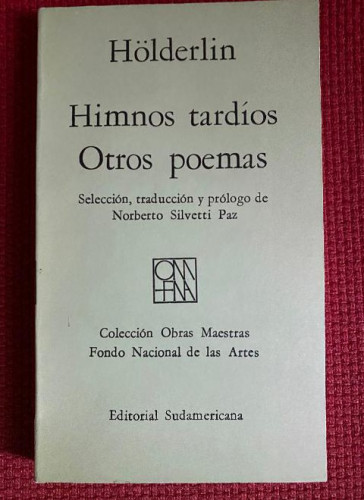 Hölderlin
Himnos tardíos
Otros poemas
Selección, traducción y prólogo de
Norberto Silvetti Paz
Colección Obras Maestras
Fondo Nacional de las Artes
Editorial Sudamericana